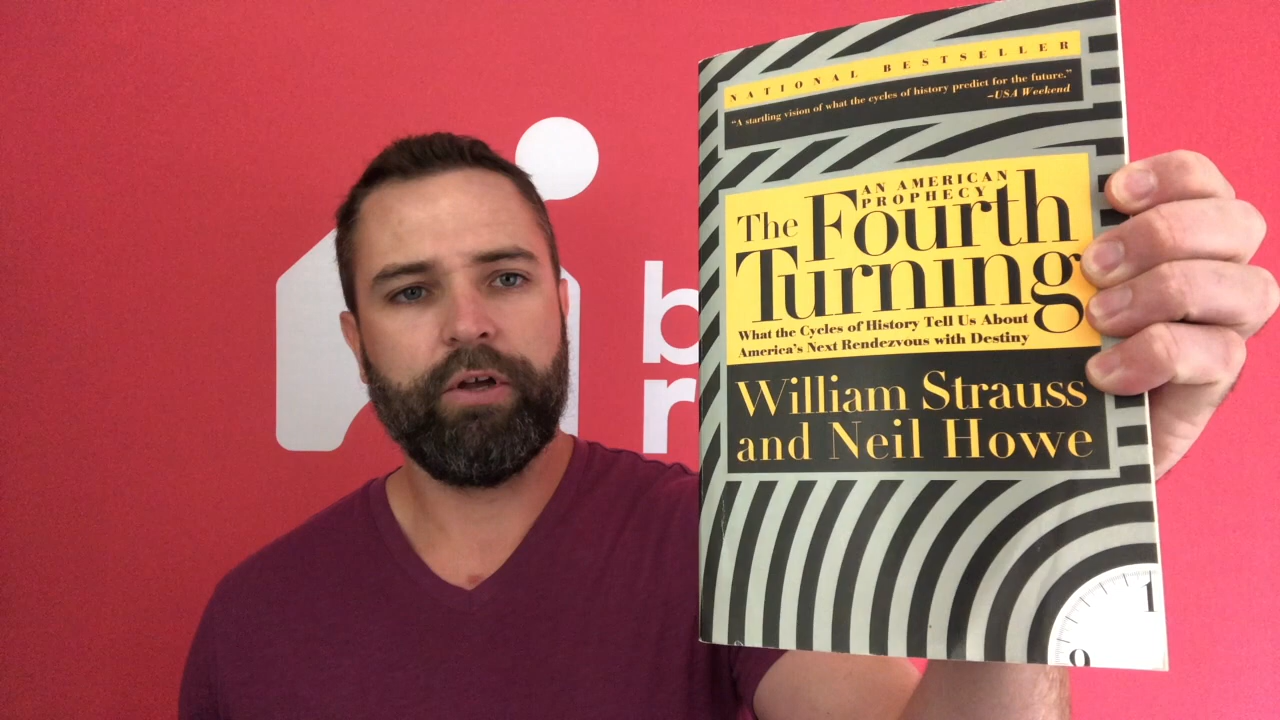 NATIONAL BESTSELLER
"A startling vision of what the cycles of history predict for the future."
–USA Weekend
AN AMERICAN
PROPHECY
The Fourth
Turning
What the Cycles of History Tell Us About
America's Next Rendezvous with Destiny
William Strauss
and Neil Howe
1
9
b
r